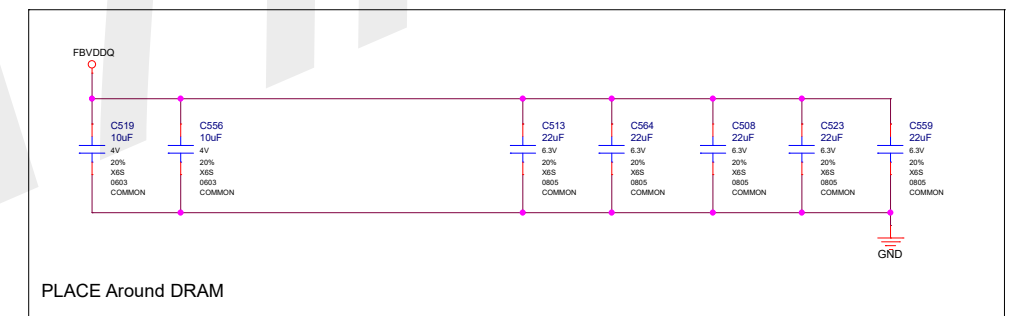 FBVDDQ
C519
10uF
4V
20%
X6S
0603
COMMON
C556
10uF
4V
20%
X6S
0603
COMMON
C513
22uF
6.3V
20%
X6S
0805
COMMON
C564
22uF
6.3V
20%
X6S
0805
COMMON
C508
22uF
6.3V
20%
X6S
0805
COMMON
C523
22uF
6.3V
20%
X6S
0805
COMMON
C559
22uF
6.3V
20%
X6S
0805
COMMON
GND
PLACE Around DRAM